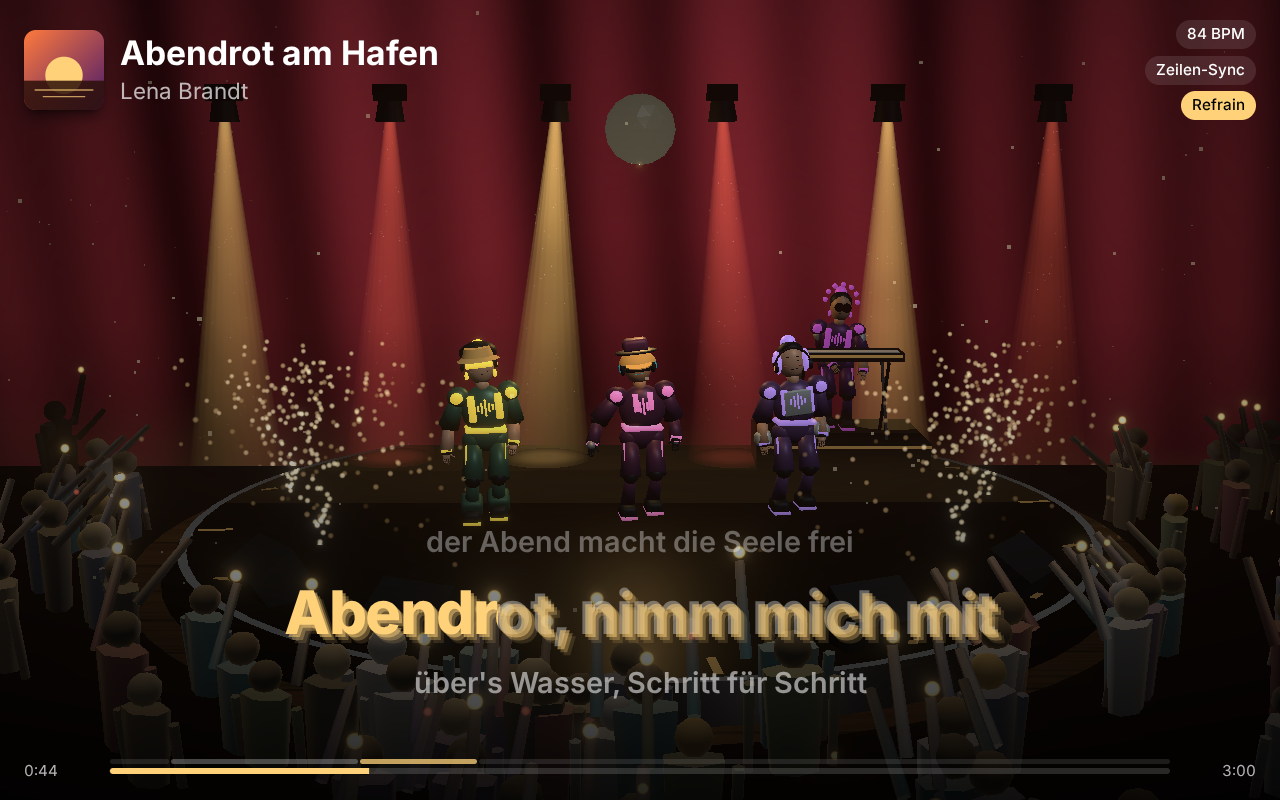 Abendrot am Hafen
Lena Brandt
84 BPM
Zeilen-Sync
Refrain
der Abend macht die Seele frei
Abendrot, nimm mich mit
über's Wasser, Schritt für Schritt
0:44
3:00